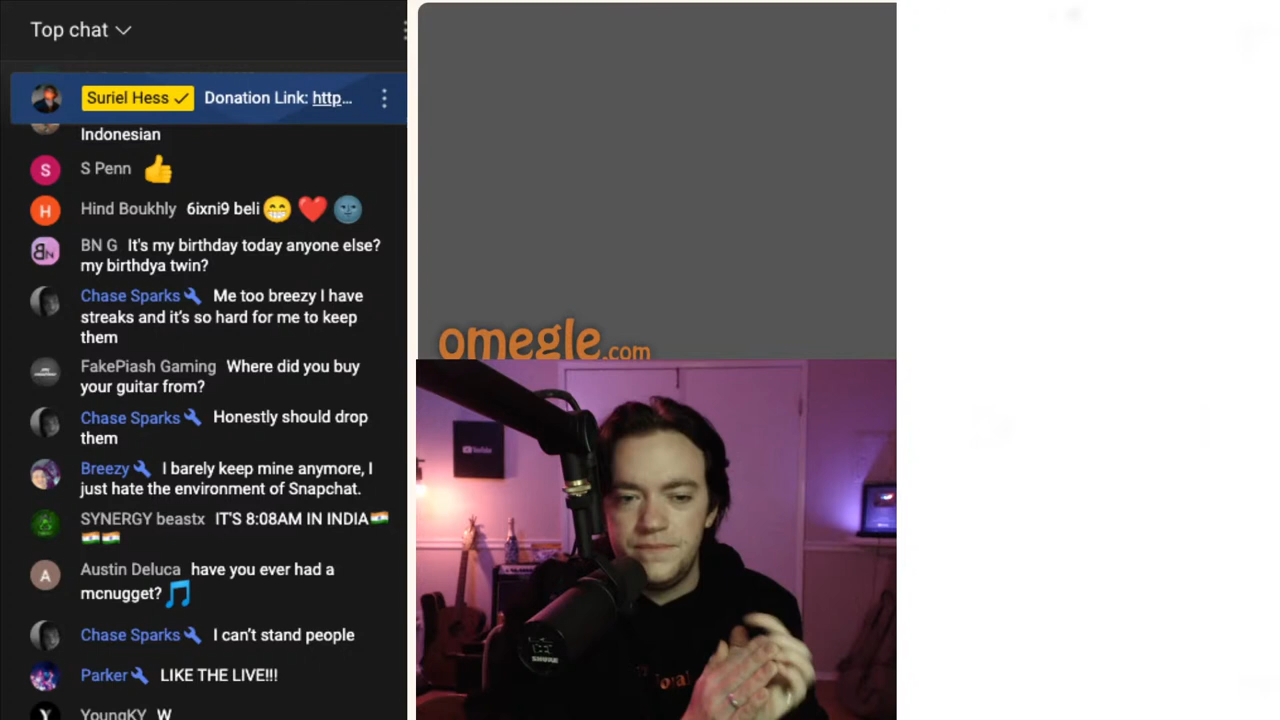 Top chat
Suriel Hess Donation Link: http...
Indonesian
S Penn 👍
Hind Boukhly 6ixni9 beli 😁 ❤️ 🌚
BN G It's my birthday today anyone else?
my birthdya twin?
Chase Sparks Me too breezy I have
streaks and it's so hard for me to keep
them
FakePiash Gaming Where did you buy
your guitar from?
Chase Sparks Honestly should drop
them
Breezy I barely keep mine anymore, I
just hate the environment of Snapchat.
SYNERGY beastx IT'S 8:08AM IN INDIA🇮🇳
🇮🇳🇮🇳
Austin Deluca have you ever had a
mcnugget?🎵
Chase Sparks I can't stand people
Parker LIKE THE LIVE!!!
YoungKY W
omegle.com
YouTube
SHURE